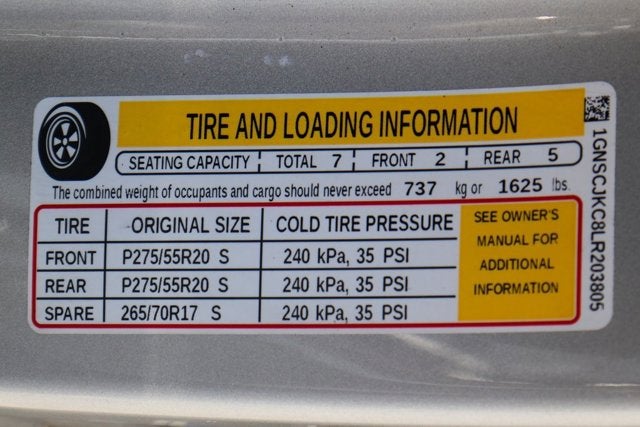 TIRE AND LOADING INFORMATION
SEATING CAPACITY TOTAL 7 FRONT 2 REAR 5
The combined weight of occupants and cargo should never exceed 737 kg or 1625 lbs.
TIRE ORIGINAL SIZE COLD TIRE PRESSURE
FRONT P275/55R20 S 240 kPa, 35 PSI
REAR P275/55R20 S 240 kPa, 35 PSI
SPARE 265/70R17 S 240 kPa, 35 PSI
SEE OWNER'S
MANUAL FOR
ADDITIONAL
INFORMATION
1GNSCJKC8LR203805